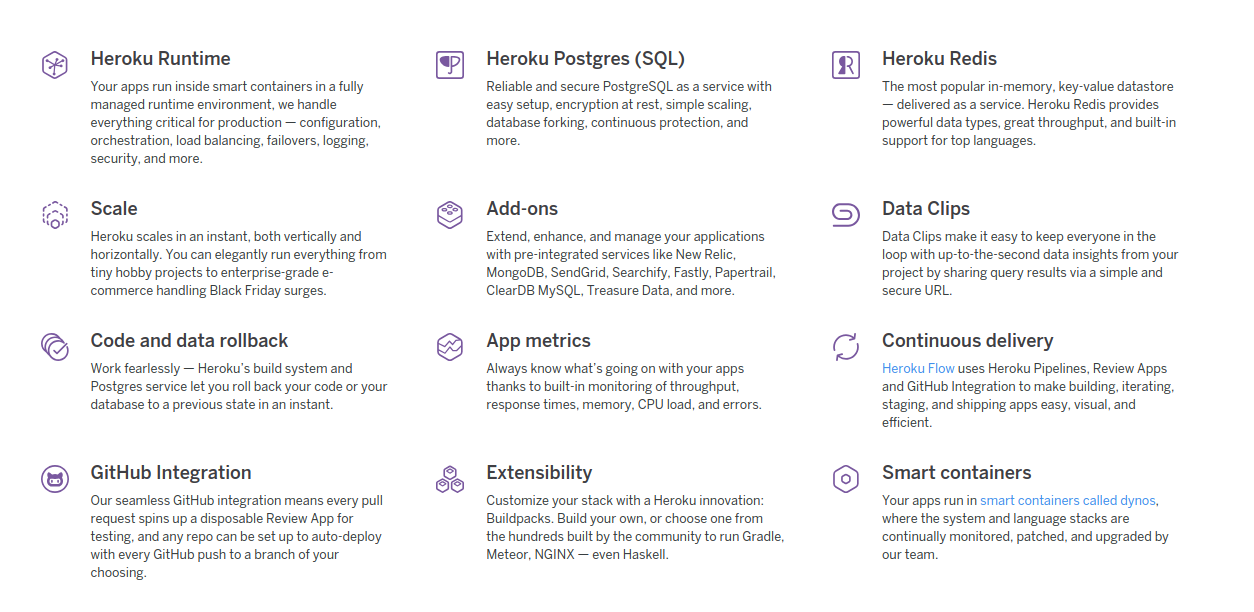 Heroku Runtime
Your apps run inside smart containers in a fully
managed runtime environment, we handle
everything critical for production — configuration,
orchestration, load balancing, failovers, logging,
security, and more.
Heroku Postgres (SQL)
Reliable and secure PostgreSQL as a service with
easy setup, encryption at rest, simple scaling,
database forking, continuous protection, and
more.
Heroku Redis
The most popular in-memory, key-value datastore
— delivered as a service. Heroku Redis provides
powerful data types, great throughput, and built-in
support for top languages.
Scale
Heroku scales in an instant, both vertically and
horizontally. You can elegantly run everything from
tiny hobby projects to enterprise-grade e-
commerce handling Black Friday surges.
Add-ons
Extend, enhance, and manage your applications
with pre-integrated services like New Relic,
MongoDB, SendGrid, Searchify, Fastly, Papertrail,
ClearDB MySQL, Treasure Data, and more.
Data Clips
Data Clips make it easy to keep everyone in the
loop with up-to-the-second data insights from your
project by sharing query results via a simple and
secure URL.
Code and data rollback
Work fearlessly — Heroku's build system and
Postgres service let you roll back your code or your
database to a previous state in an instant.
App metrics
Always know what's going on with your apps
thanks to built-in monitoring of throughput,
response times, memory, CPU load, and errors.
Continuous delivery
Heroku Flow uses Heroku Pipelines, Review Apps
and GitHub Integration to make building, iterating,
staging, and shipping apps easy, visual, and
efficient.
GitHub Integration
Our seamless GitHub integration means every pull
request spins up a disposable Review App for
testing, and any repo can be set up to auto-deploy
with every GitHub push to a branch of your
choosing.
Extensibility
Customize your stack with a Heroku innovation:
Buildpacks. Build your own, or choose one from
the hundreds built by the community to run Gradle,
Meteor, NGINX — even Haskell.
Smart containers
Your apps run in smart containers called dynos,
where the system and language stacks are
continually monitored, patched, and upgraded by
our team.